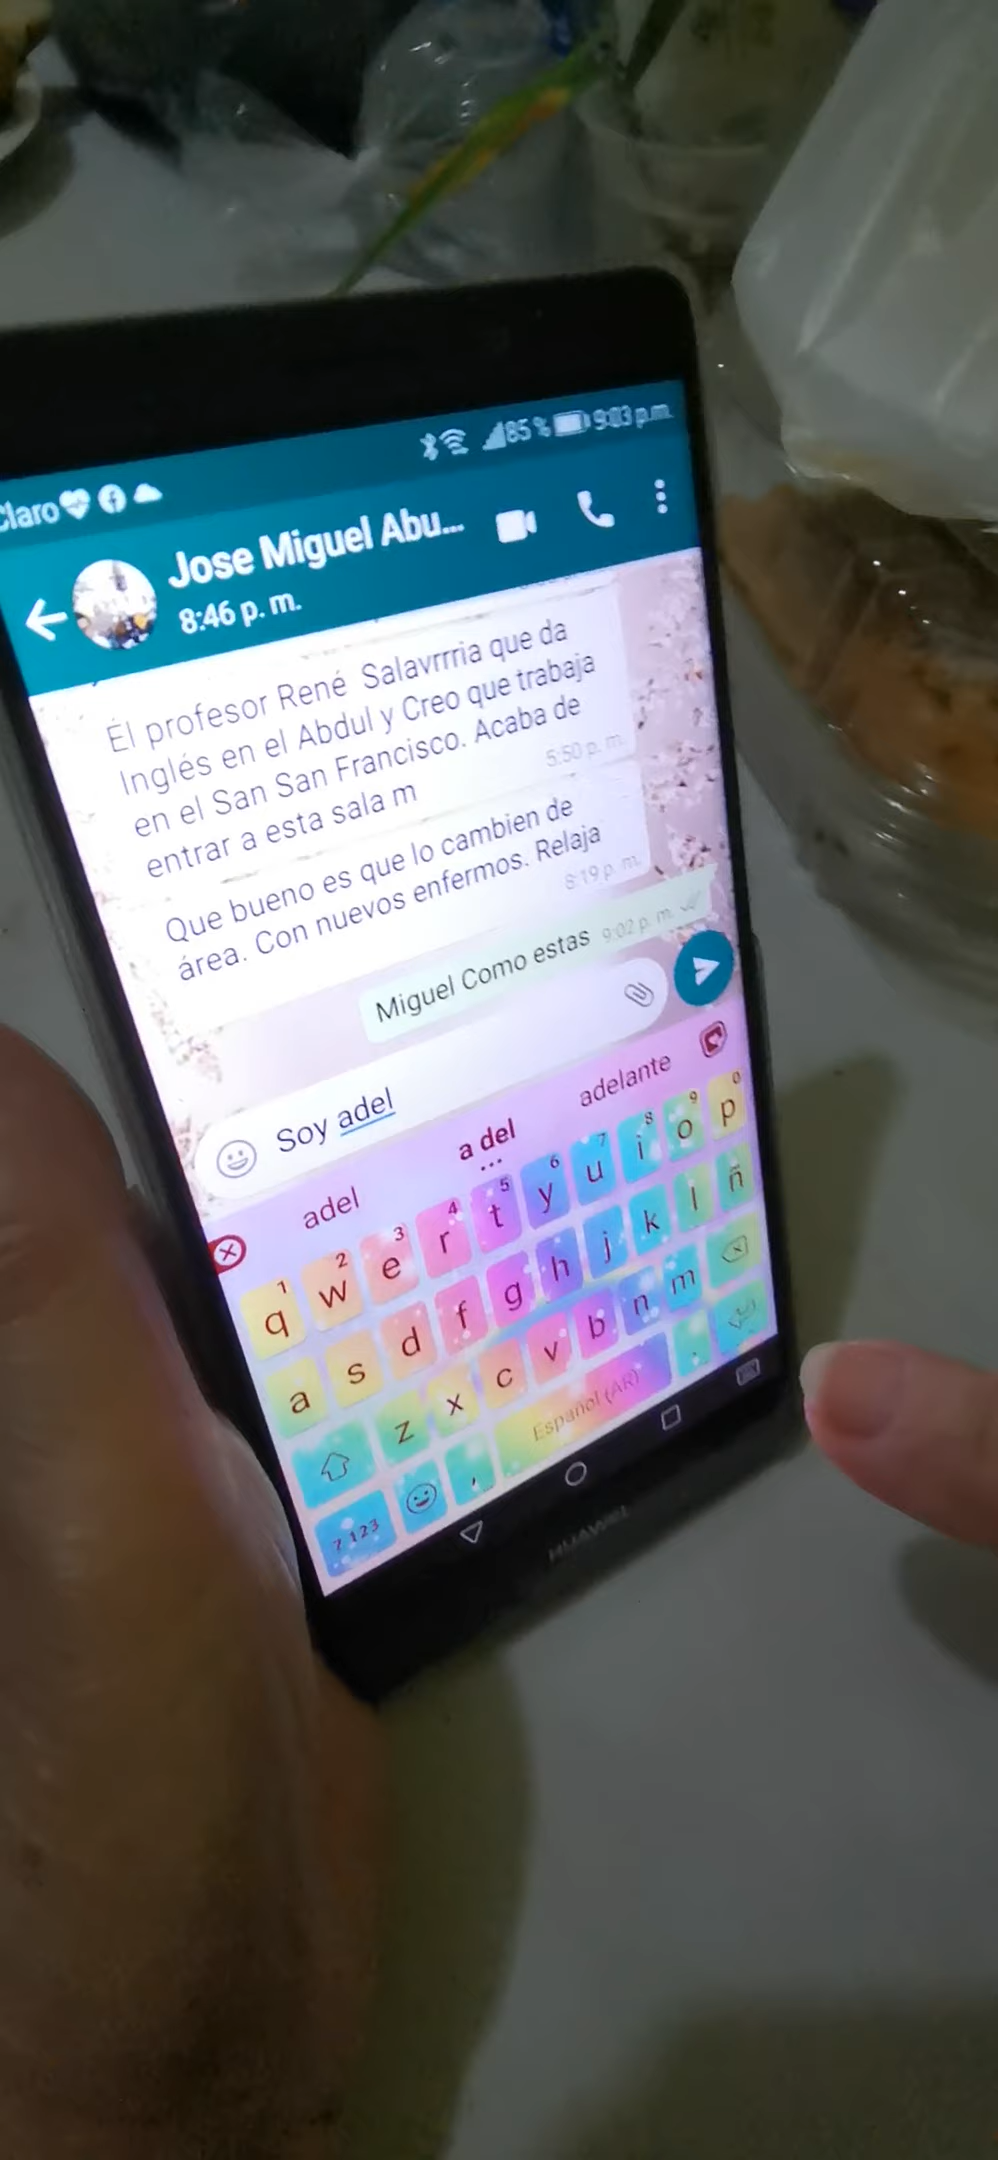 Claro 85% 9:03 p.m.
Jose Miguel Abu...
8:46 p. m.
Él profesor René Salavrrrria que da
Inglés en el Abdul y Creo que trabaja
en el San San Francisco. Acaba de
entrar a esta sala m
5:50 p. m.
Que bueno es que lo cambien de
área. Con nuevos enfermos. Relaja
8:19 p. m.
Miguel Como estas 9:02 p. m.
Soy adel
adel a del adelante
1 2 3 4 5 6 7 8 9 0
q w e r t y u i o p
a s d f g h j k l ñ
z x c v b n m
?123 , Español (AR) .
HUAWEI